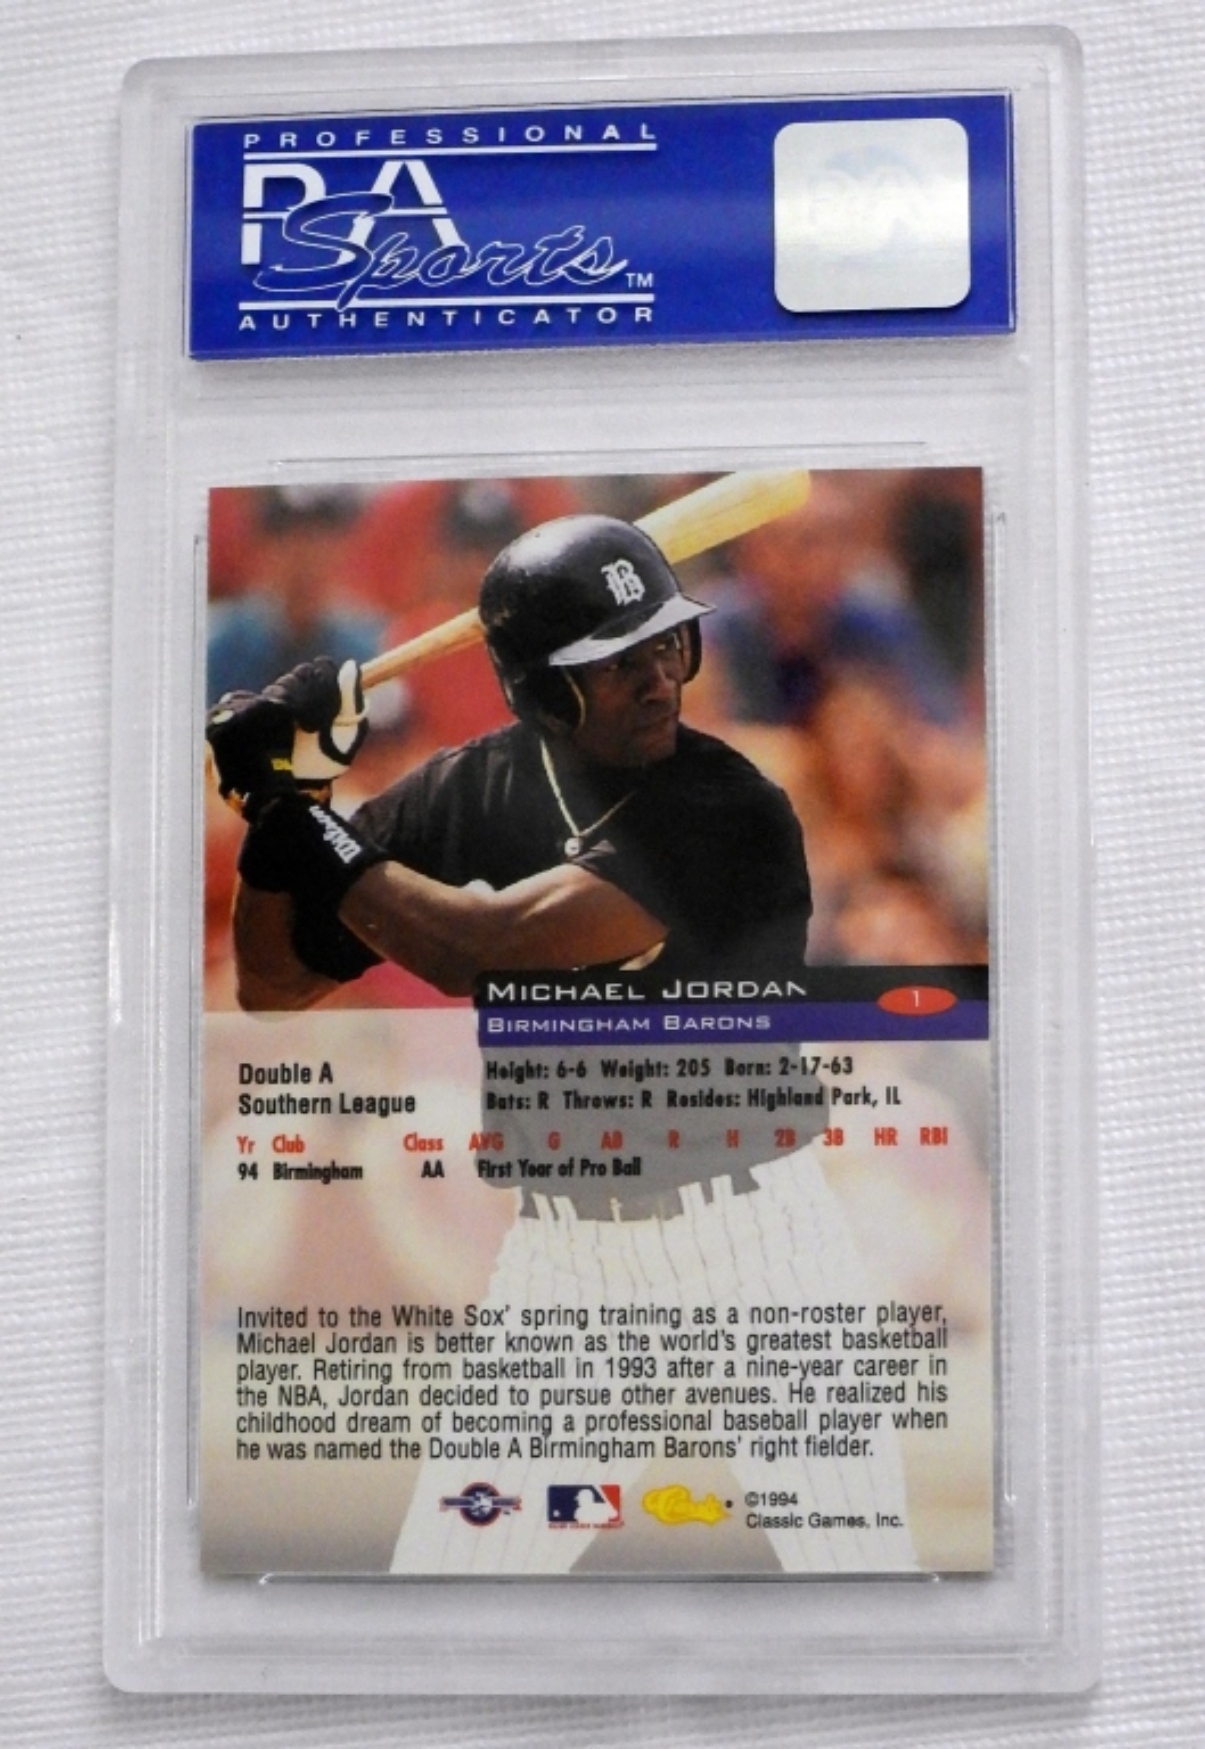 PROFESSIONAL
PA
Sports™
AUTHENTICATOR
B
Wilson
MICHAEL JORDAN
1
BIRMINGHAM BARONS
Double A
Southern League
Height: 6-6 Weight: 205 Born: 2-17-63
Bats: R Throws: R Resides: Highland Park, IL
Yr Club Class AVG G AB R H 2B 3B HR RBI
94 Birmingham AA First Year of Pro Ball
Invited to the White Sox' spring training as a non-roster player,
Michael Jordan is better known as the world's greatest basketball
player. Retiring from basketball in 1993 after a nine-year career in
the NBA, Jordan decided to pursue other avenues. He realized his
childhood dream of becoming a professional baseball player when
he was named the Double A Birmingham Barons' right fielder.
Classic
©1994
Classic Games, Inc.